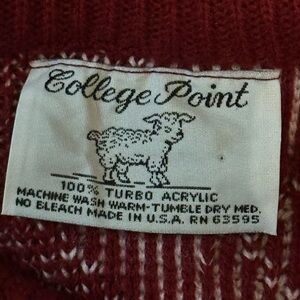 College Point
100% TURBO ACRYLIC
MACHINE WASH WARM-TUMBLE DRY MED.
NO BLEACH MADE IN U.S.A. RN 63595